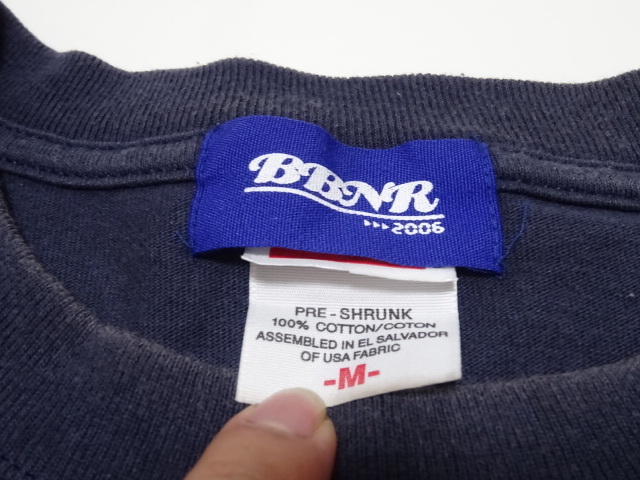 BBNR
2006
PRE-SHRUNK
100% COTTON/COTON
ASSEMBLED IN EL SALVADOR
OF USA FABRIC
-M-